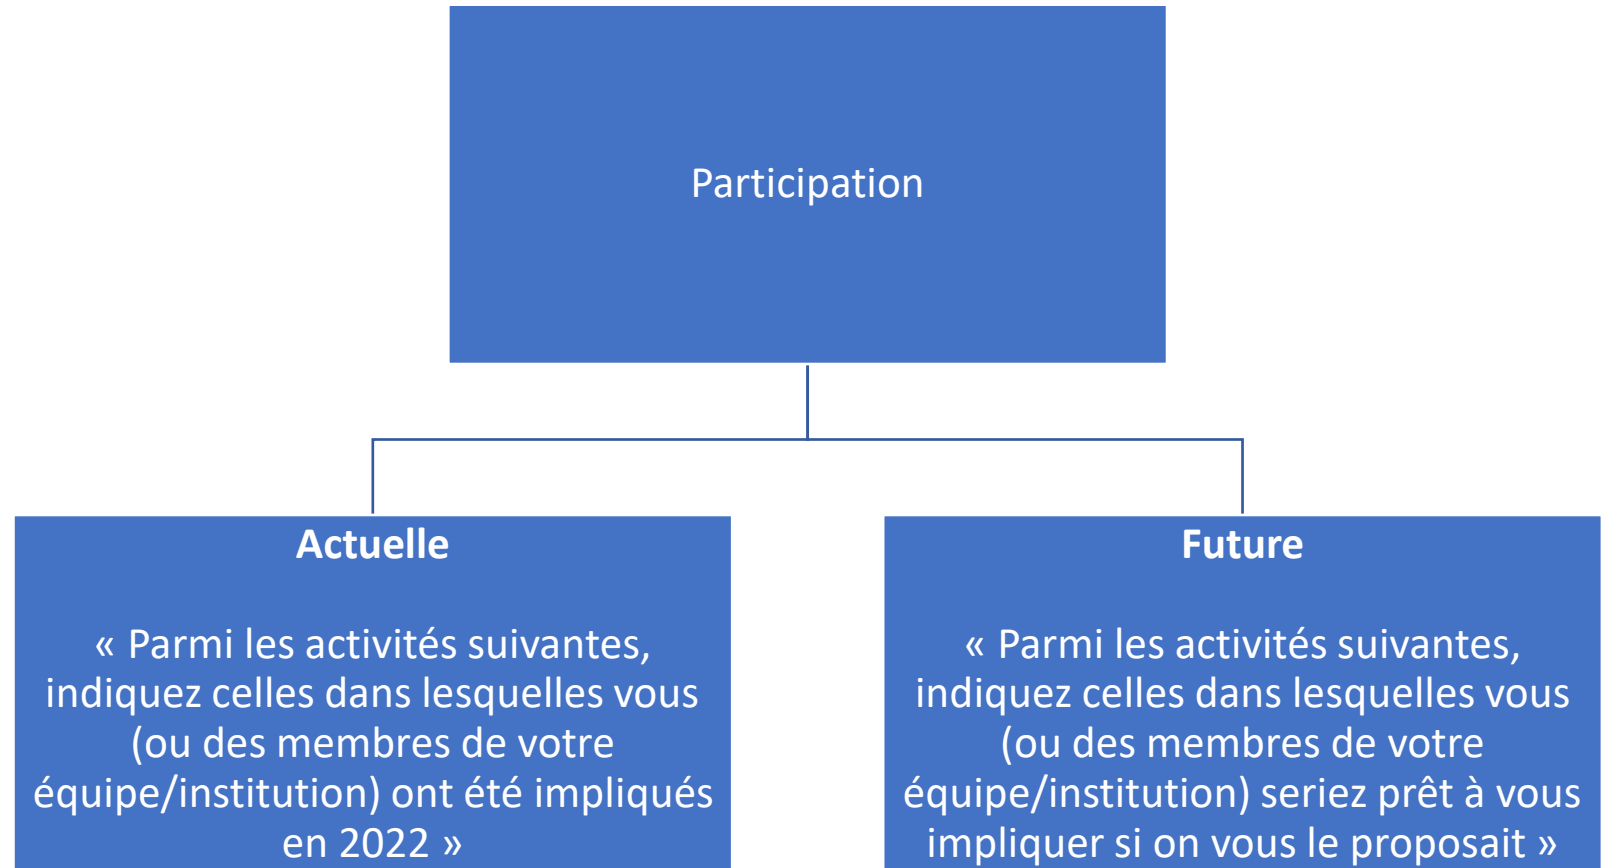 Participation
Actuelle
« Parmi les activités suivantes,
indiquez celles dans lesquelles vous
(ou des membres de votre
équipe/institution) ont été impliqués
en 2022 »
Future
« Parmi les activités suivantes,
indiquez celles dans lesquelles vous
(ou des membres de votre
équipe/institution) seriez prêt à vous
impliquer si on vous le proposait »